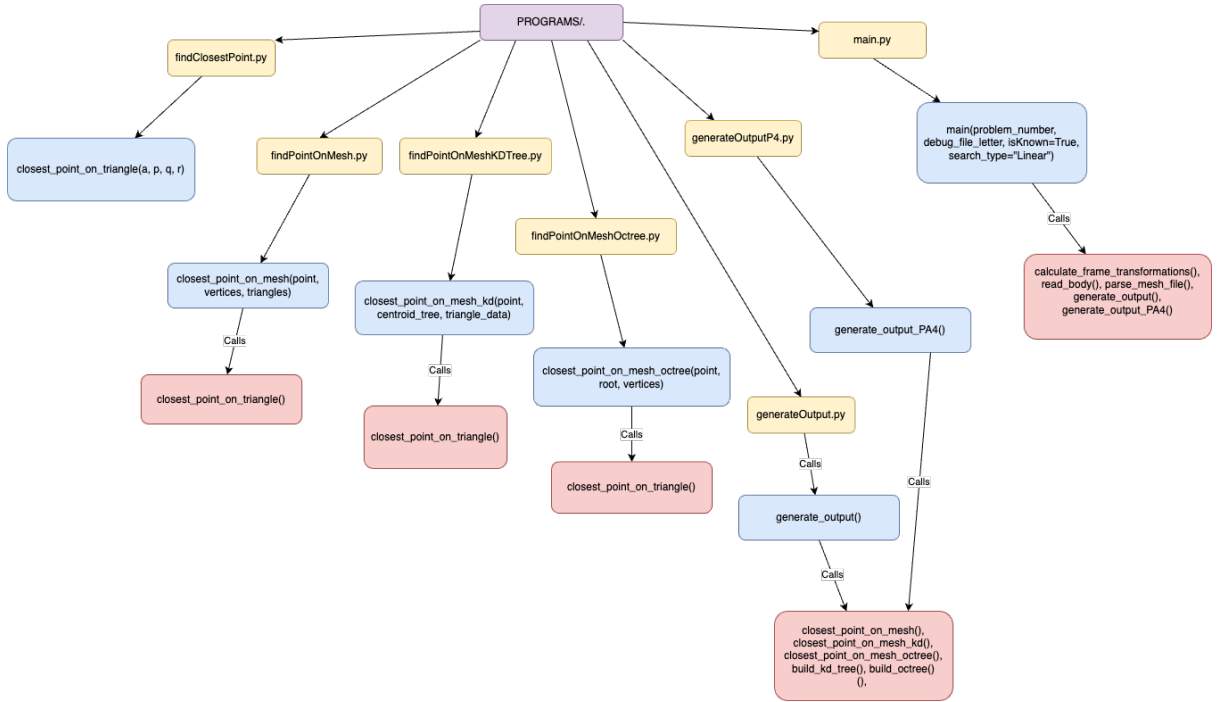 PROGRAMS/.
main.py
findClosestPoint.py
main(problem_number,
debug_file_letter, isKnown=True,
search_type="Linear")
generateOutputP4.py
findPointOnMesh.py
findPointOnMeshKDTree.py
closest_point_on_triangle(a, p, q, r)
Calls
findPointOnMeshOctree.py
calculate_frame_transformations(),
read_body(), parse_mesh_file(),
generate_output(),
generate_output_PA4()
closest_point_on_mesh(point,
vertices, triangles)
closest_point_on_mesh_kd(point,
centroid_tree, triangle_data)
generate_output_PA4()
Calls
Calls
closest_point_on_mesh_octree(point,
root, vertices)
closest_point_on_triangle()
generateOutput.py
closest_point_on_triangle()
Calls
Calls
Calls
closest_point_on_triangle()
generate_output()
Calls
closest_point_on_mesh(),
closest_point_on_mesh_kd(),
closest_point_on_mesh_octree(),
build_kd_tree(), build_octree()
(),